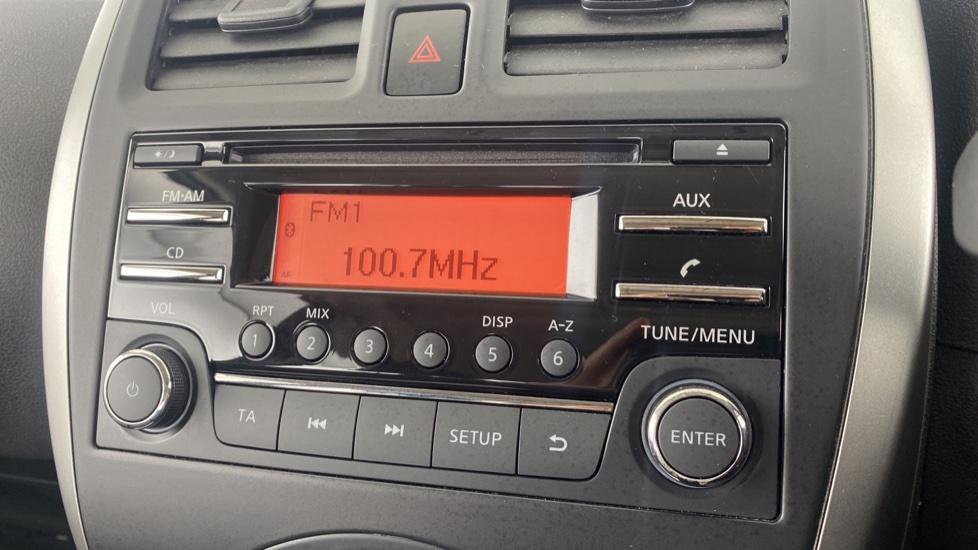 FM·AM
CD
VOL
FM1
100.7MHz
AF
AUX
TUNE/MENU
RPT
MIX
DISP
A-Z
1
2
3
4
5
6
TA
SETUP
ENTER